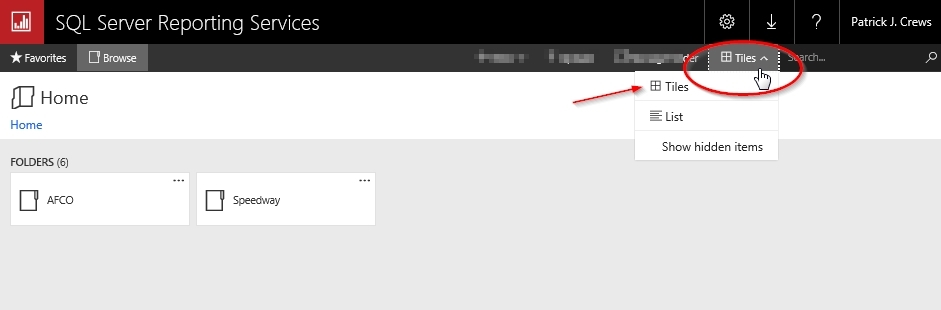 SQL Server Reporting Services
?
Patrick J. Crews
Favorites
Browse
Tiles
Search...
Home
Home
Tiles
List
Show hidden items
FOLDERS (6)
AFCO
...
Speedway
...